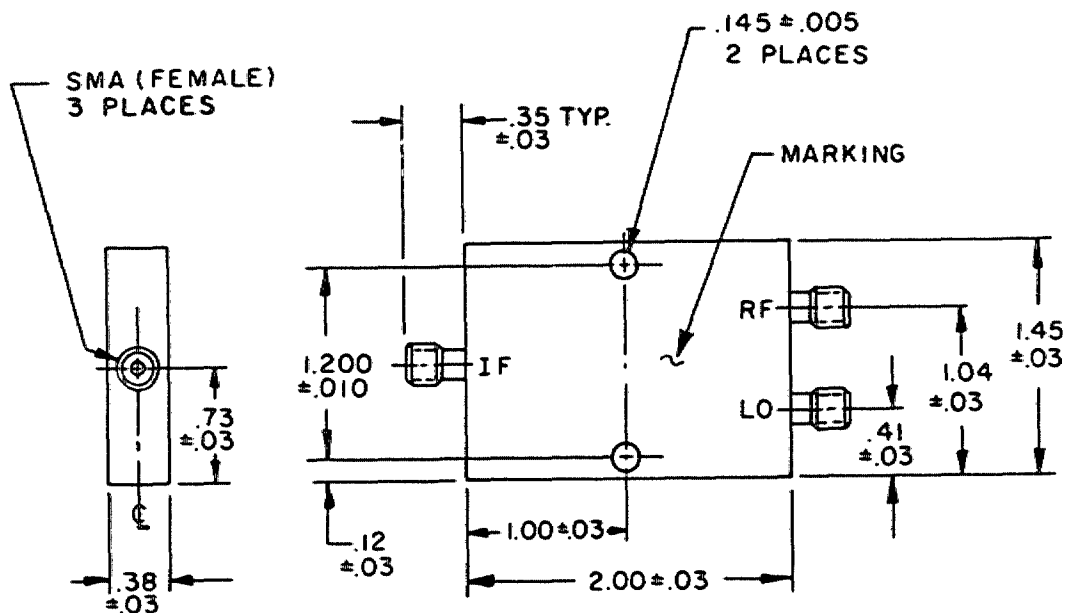 .145 ± .005
2 PLACES
SMA (FEMALE)
3 PLACES
.35 TYP.
±.03
MARKING
RF
IF
1.200
±.010
1.45
±.03
1.04
±.03
LO
.73
±.03
.41
±.03
℄
1.00 ±.03
.12
±.03
.38
±.03
2.00 ±.03